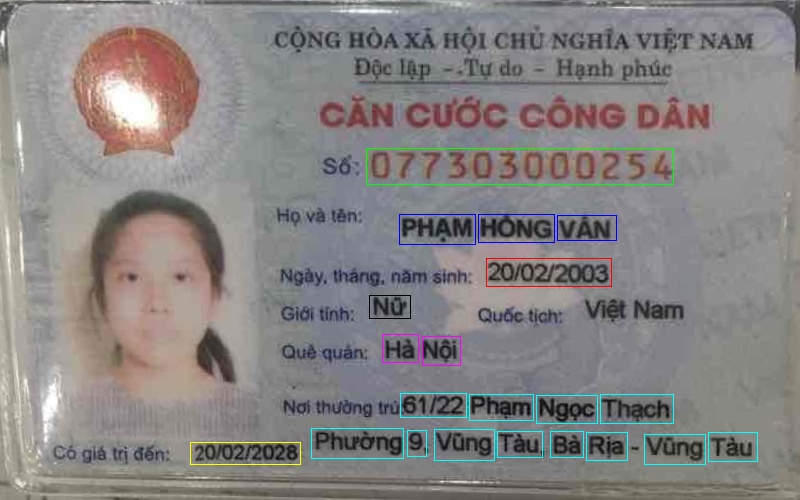 CỘNG HÒA XÃ HỘI CHỦ NGHĨA VIỆT NAM
Độc lập - Tự do - Hạnh phúc
CĂN CƯỚC CÔNG DÂN
Số: 077303000254
Họ và tên: PHẠM HỒNG VÂN
Ngày, tháng, năm sinh: 20/02/2003
Giới tính: Nữ Quốc tịch: Việt Nam
Quê quán: Hà Nội
Nơi thường trú: 61/22 Phạm Ngọc Thạch
Phường 9, Vũng Tàu, Bà Rịa - Vũng Tàu
Có giá trị đến: 20/02/2028